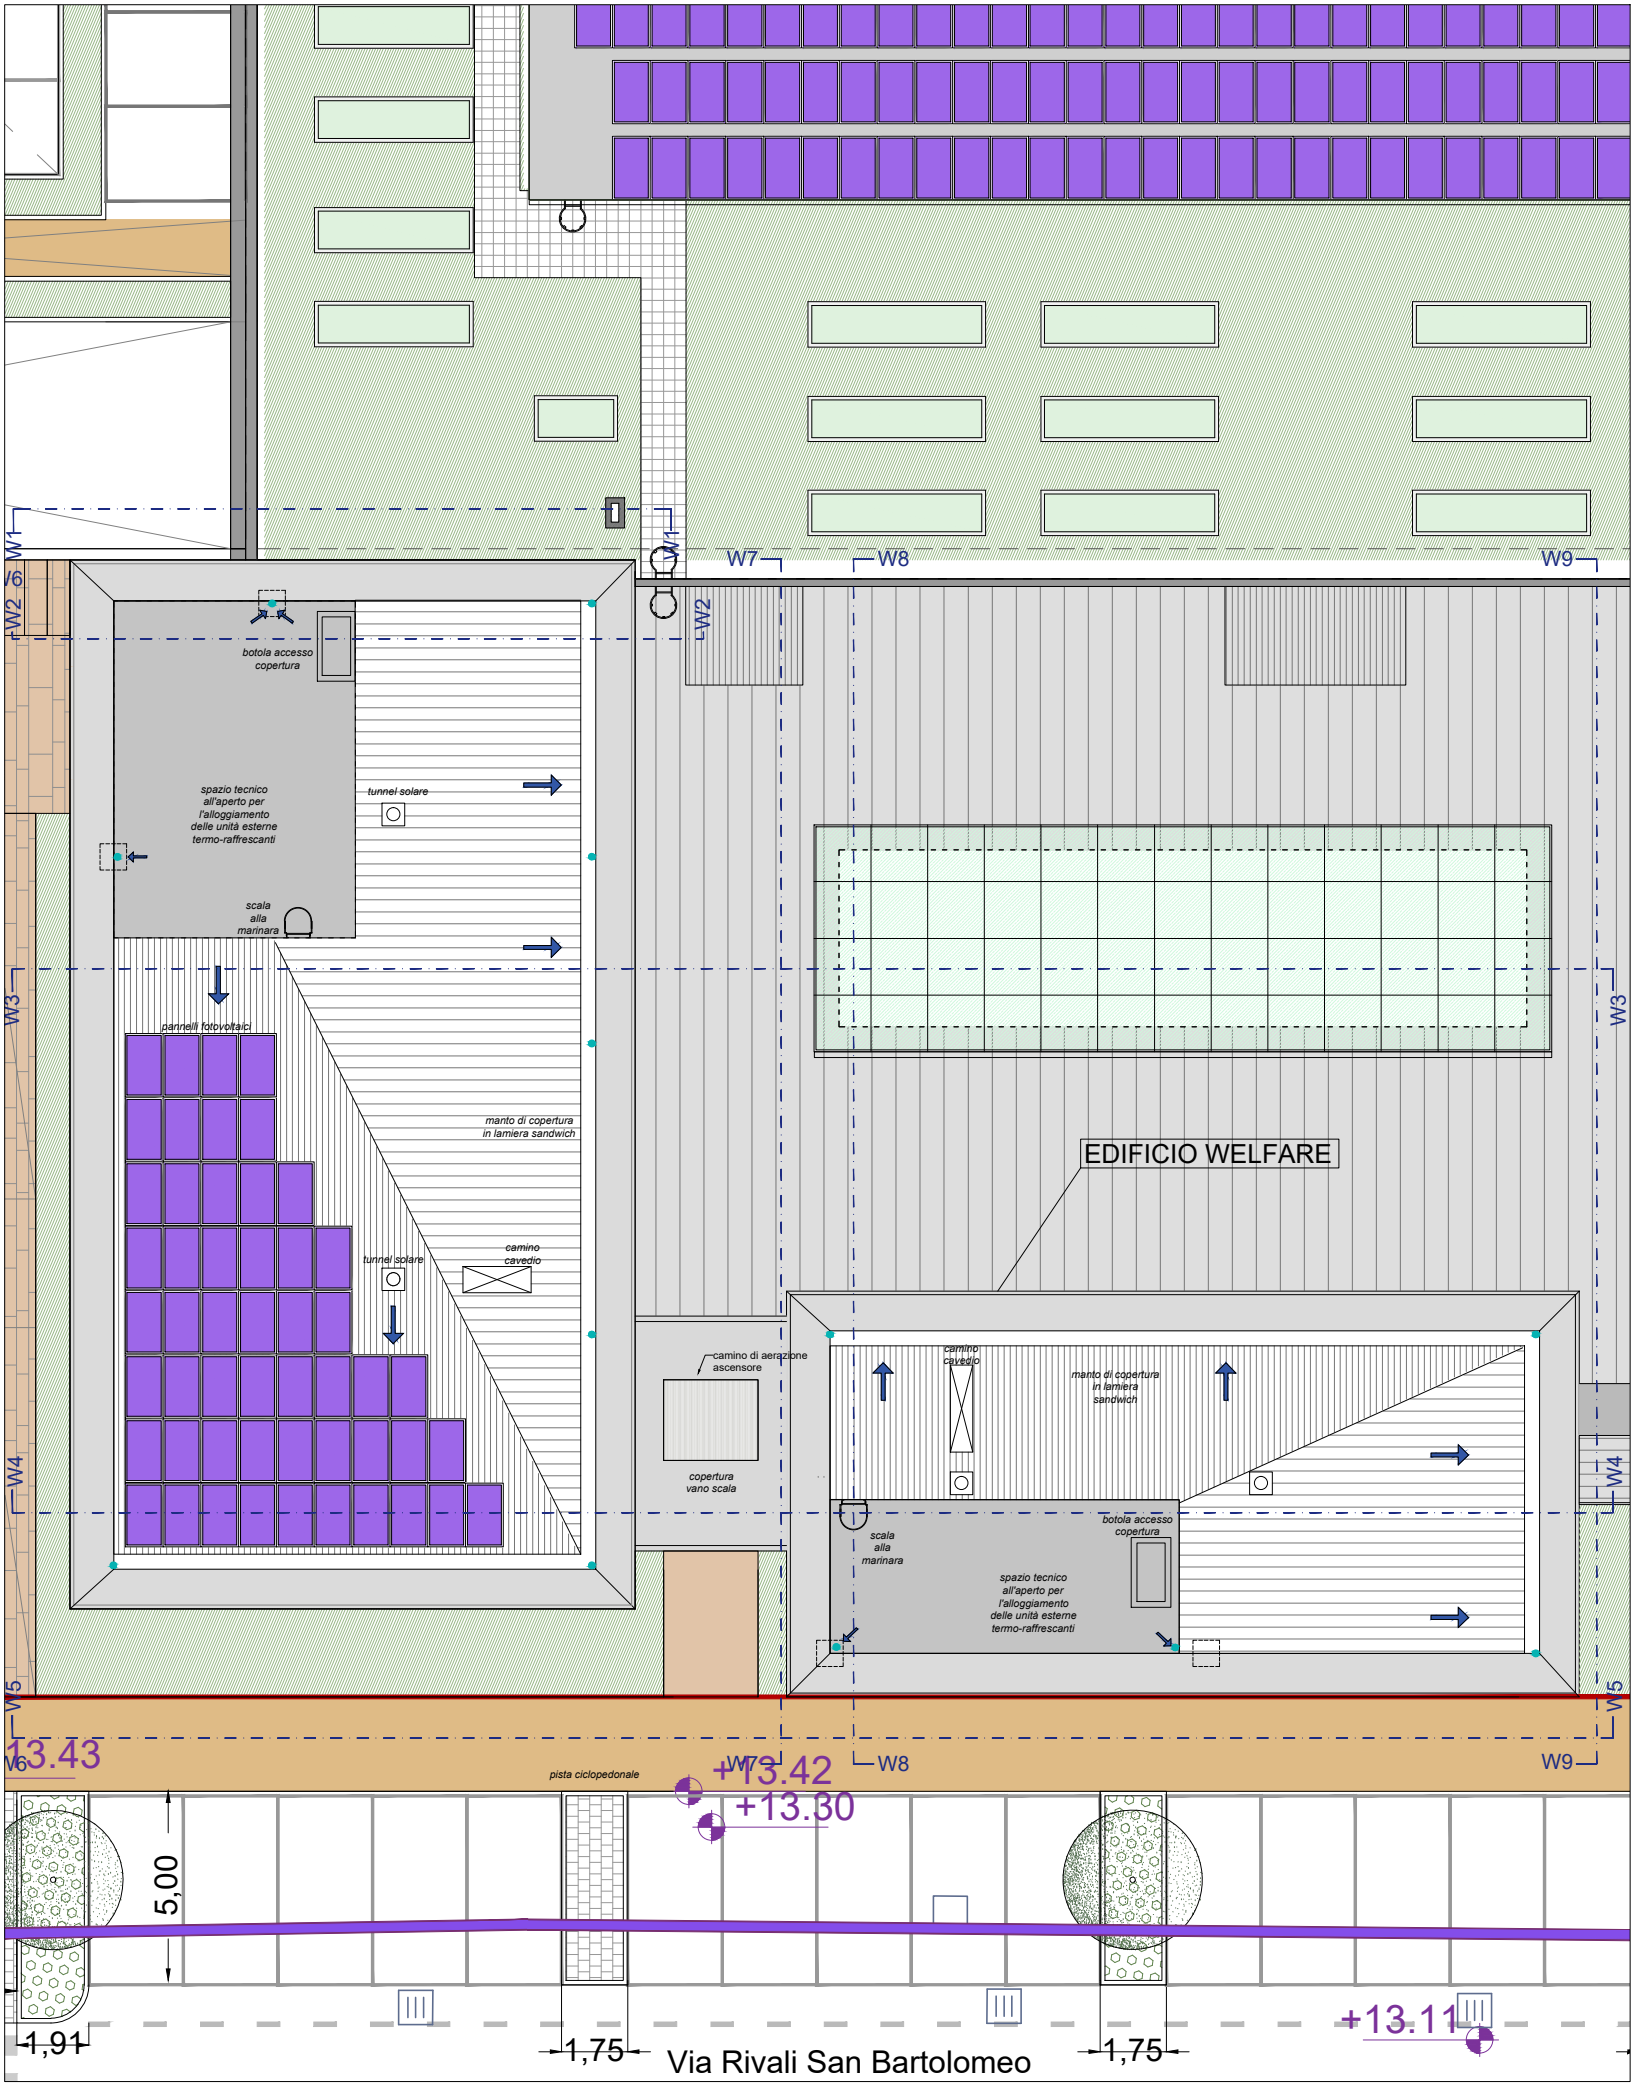 W1
W1
W7
W8
W9
W6
W2
W2
botola accesso
copertura
spazio tecnico
all'aperto per
l'alloggiamento
delle unità esterne
termo-raffrescanti
tunnel solare
scala
alla
marinara
W3
W3
pannelli fotovoltaici
manto di copertura
in lamiera sandwich
EDIFICIO WELFARE
tunnel solare
camino
cavedio
camino di aerazione
ascensore
camino
cavedio
manto di copertura
in lamiera
sandwich
copertura
vano scala
W4
W4
scala
alla
marinara
botola accesso
copertura
spazio tecnico
all'aperto per
l'alloggiamento
delle unità esterne
termo-raffrescanti
W5
W5
13.43
W6
pista ciclopedonale
W7
+13.42
W8
W9
+13.30
5,00
+13.11
1,91
1,75
Via Rivali San Bartolomeo
1,75